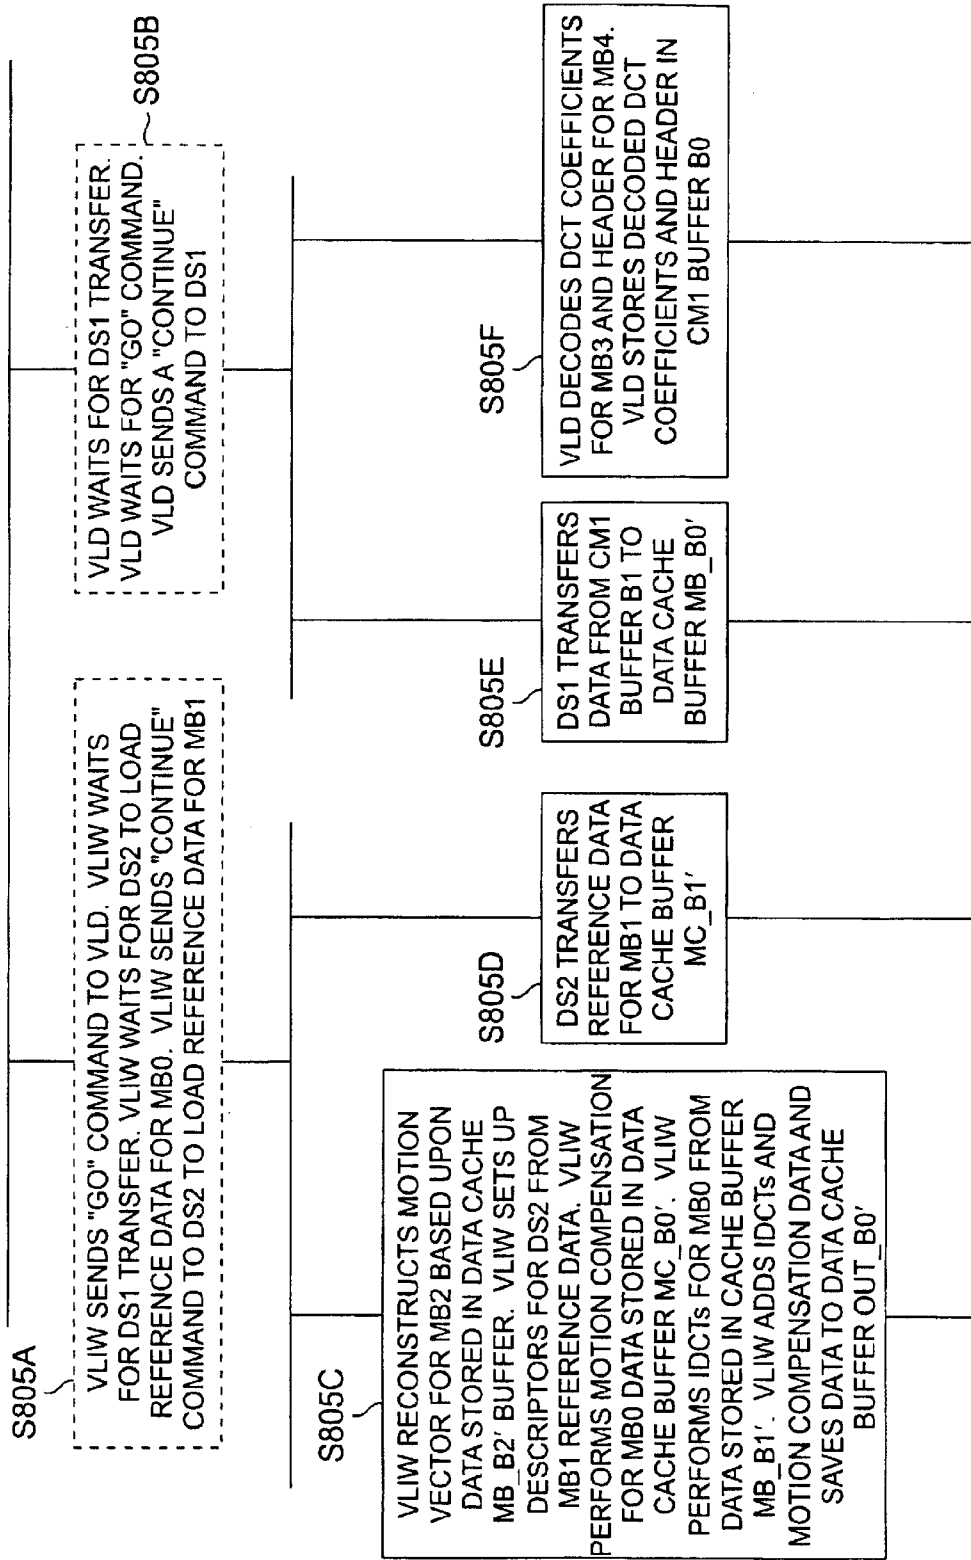 S805A
VLIW SENDS "GO" COMMAND TO VLD. VLIW WAITS
FOR DS1 TRANSFER. VLIW WAITS FOR DS2 TO LOAD
REFERENCE DATA FOR MB0. VLIW SENDS "CONTINUE"
COMMAND TO DS2 TO LOAD REFERENCE DATA FOR MB1
S805B
VLD WAITS FOR DS1 TRANSFER.
VLD WAITS FOR "GO" COMMAND.
VLD SENDS A "CONTINUE"
COMMAND TO DS1
S805C
VLIW RECONSTRUCTS MOTION
VECTOR FOR MB2 BASED UPON
DATA STORED IN DATA CACHE
MB_B2' BUFFER. VLIW SETS UP
DESCRIPTORS FOR DS2 FROM
MB1 REFERENCE DATA. VLIW
PERFORMS MOTION COMPENSATION
FOR MB0 DATA STORED IN DATA
CACHE BUFFER MC_B0'. VLIW
PERFORMS IDCTs FOR MB0 FROM
DATA STORED IN CACHE BUFFER
MB_B1'. VLIW ADDS IDCTs AND
MOTION COMPENSATION DATA AND
SAVES DATA TO DATA CACHE
BUFFER OUT_B0'
S805D
DS2 TRANSFERS
REFERENCE DATA
FOR MB1 TO DATA
CACHE BUFFER
MC_B1'
S805E
DS1 TRANSFERS
DATA FROM CM1
BUFFER B1 TO
DATA CACHE
BUFFER MB_B0'
S805F
VLD DECODES DCT COEFFICIENTS
FOR MB3 AND HEADER FOR MB4.
VLD STORES DECODED DCT
COEFFICIENTS AND HEADER IN
CM1 BUFFER B0